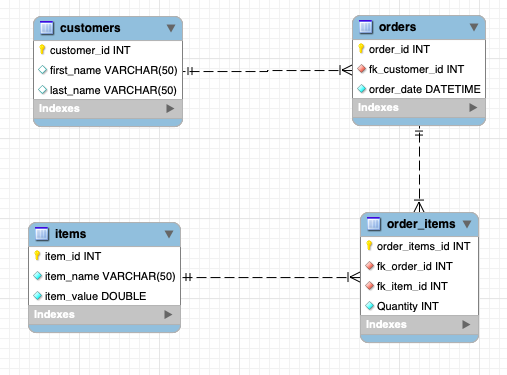 customers
customer_id INT
first_name VARCHAR(50)
last_name VARCHAR(50)
Indexes
orders
order_id INT
fk_customer_id INT
order_date DATETIME
Indexes
items
item_id INT
item_name VARCHAR(50)
item_value DOUBLE
Indexes
order_items
order_items_id INT
fk_order_id INT
fk_item_id INT
Quantity INT
Indexes